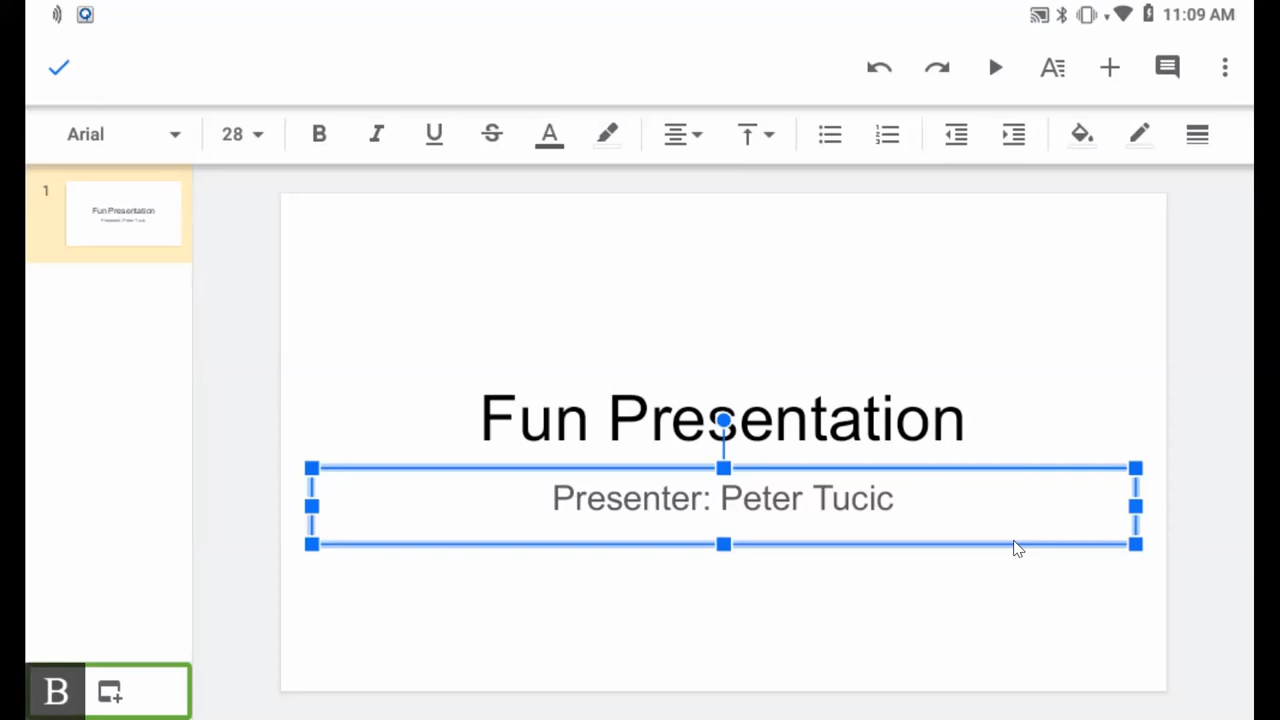 11:09 AM
Arial
28
B
I
U
S
A
1
Fun Presentation
Presenter: Peter Tucic
Fun Presentation
Presenter: Peter Tucic
B